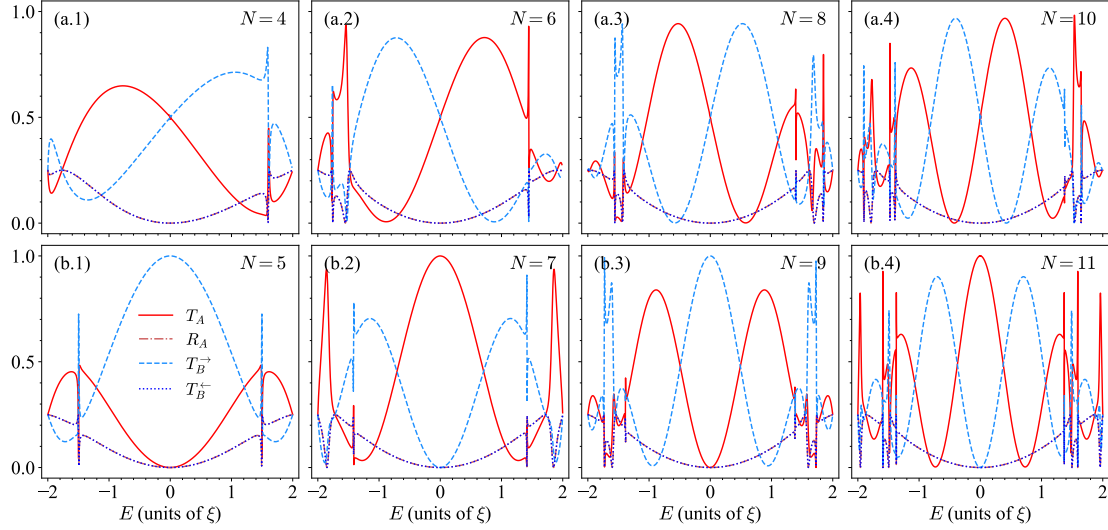 (a.1) N = 4
(a.2) N = 6
(a.3) N = 8
(a.4) N = 10
1.0
0.5
0.0
(b.1) N = 5
(b.2) N = 7
(b.3) N = 9
(b.4) N = 11
1.0
0.5
0.0
T_A
R_A
T_B^→
T_B^←
−2 −1 0 1 2
−2 −1 0 1 2
−2 −1 0 1 2
−2 −1 0 1 2
E (units of ξ)
E (units of ξ)
E (units of ξ)
E (units of ξ)